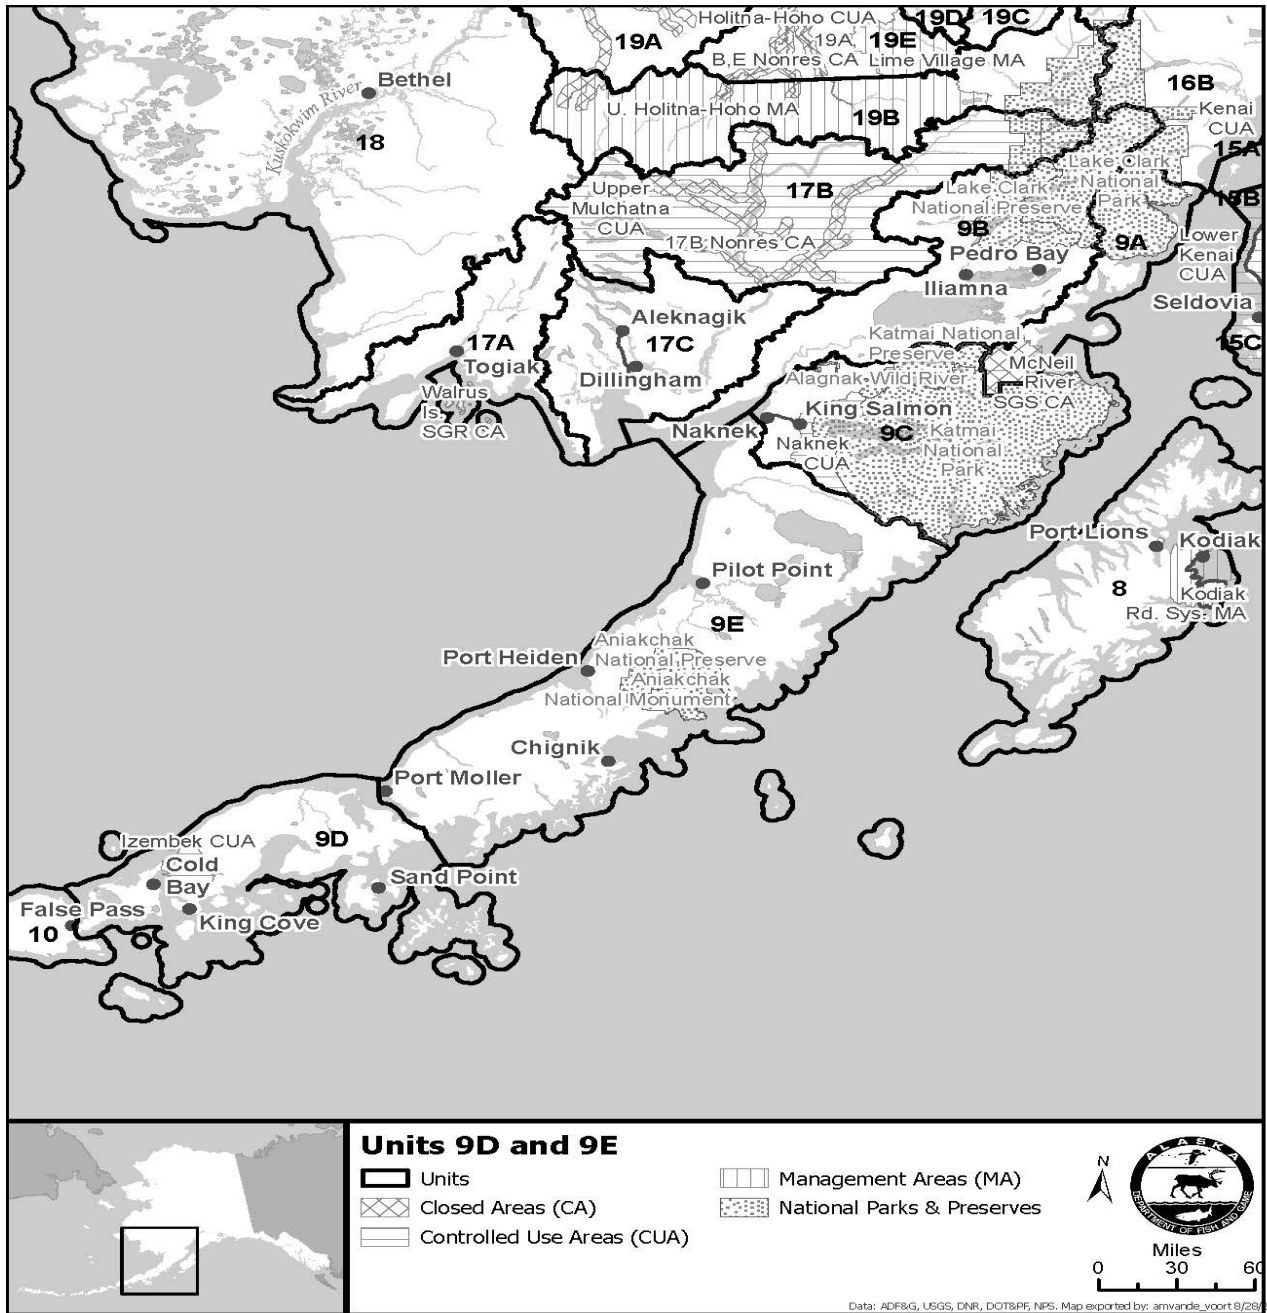 Holitna-Hoho CUA
19D
19C
19A
19A
19E
B,E Nonres CA
Lime Village MA
Bethel
Kuskokwim River
18
U. Holitna-Hoho MA
19B
16B
Kenai
CUA
15A
Lake Clark
National
Park
Upper
Mulchatna
CUA
17B
Lake Clark
National Preserve
9B
17B Nonres CA
9A
Lower
Kenai
CUA
Pedro Bay
Iliamna
Seldovia
15C
Aleknagik
17A
17C
Togiak
Dillingham
Katmai National
Preserve
McNeil
River
SGS CA
Alagnak Wild River
Walrus
Is.
SGR CA
King Salmon
Naknek
9C
Katmai
National
Park
Naknek
CUA
Port Lions
Kodiak
Pilot Point
8
Kodiak
Rd. Sys. MA
9E
Aniakchak
National Preserve
Port Heiden
Aniakchak
National Monument
Chignik
Port Moller
Izembek CUA
9D
Cold
Bay
Sand Point
False Pass
10
King Cove
Units 9D and 9E
Units
Closed Areas (CA)
Controlled Use Areas (CUA)
Management Areas (MA)
National Parks & Preserves
N
ALASKA
DEPARTMENT OF FISH AND GAME
Miles
0 30 60
Data: ADF&G, USGS, DNR, DOT&PF, NPS. Map exported by: amvande_voort 8/28/